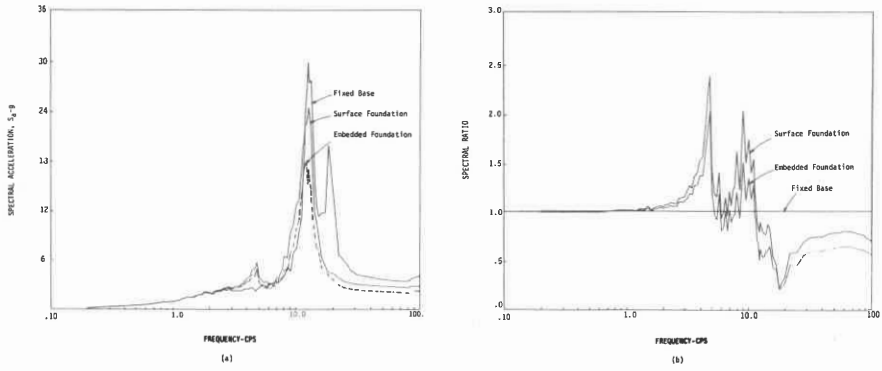 36
30
24
13
12
6
SPECTRAL ACCELERATION, Sa-g
Fixed Base
Surface Foundation
Embedded Foundation
.10
1.0
10.0
100.
FREQUENCY-CPS
(a)
3.0
2.5
2.0
1.5
1.0
.5
.0
SPECTRAL RATIO
Surface Foundation
Embedded Foundation
Fixed Base
.10
1.0
10.0
100
FREQUENCY-CPS
(b)